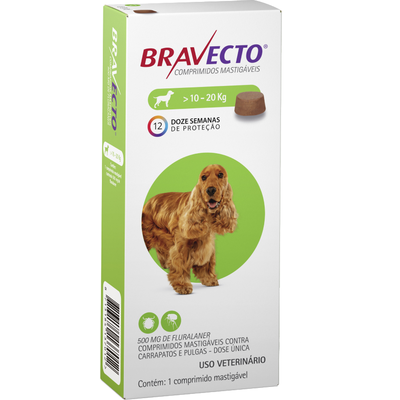 BRAVECTO®
COMPRIMIDOS MASTIGÁVEIS
> 10 – 20 Kg
12 DOZE SEMANAS
DE PROTEÇÃO
500 MG DE FLURALANER
COMPRIMIDOS MASTIGÁVEIS CONTRA
CARRAPATOS E PULGAS - DOSE ÚNICA
USO VETERINÁRIO
Contém: 1 comprimido mastigável
BRAVECTO